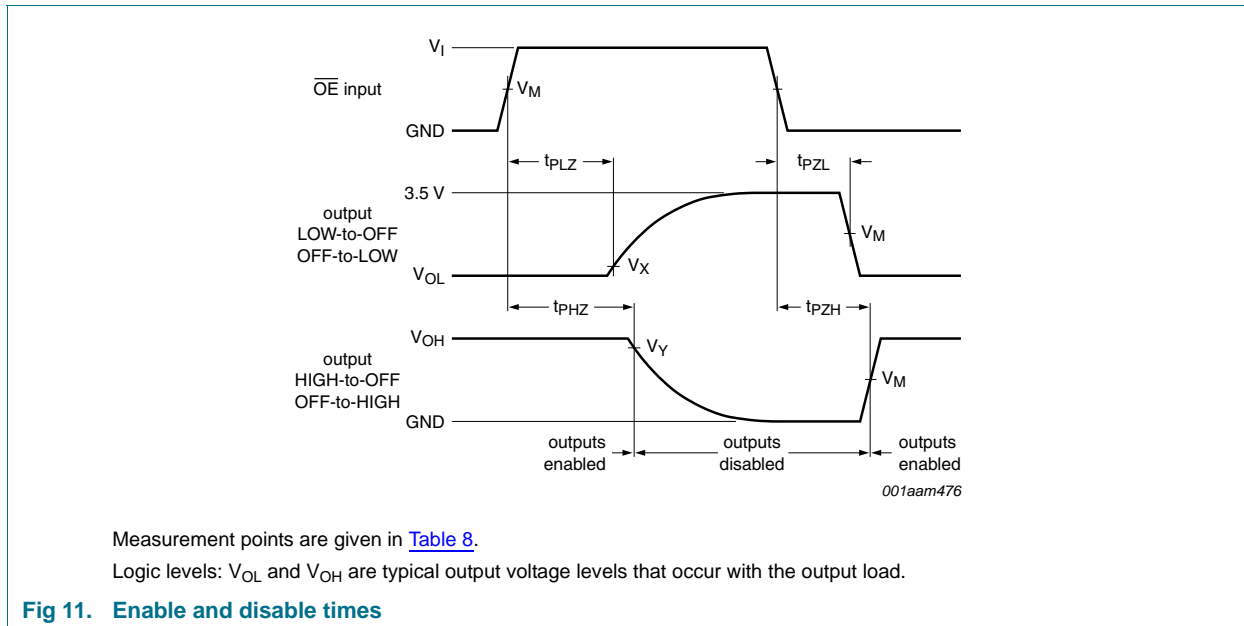 V_I
OE input
V_M
GND
t_PLZ
t_PZL
3.5 V
output
LOW-to-OFF
OFF-to-LOW
V_M
V_OL
V_X
t_PHZ
t_PZH
V_OH
V_Y
output
HIGH-to-OFF
OFF-to-HIGH
V_M
GND
outputs
enabled
outputs
disabled
outputs
enabled
001aam476
Measurement points are given in Table 8.
Logic levels: V_OL and V_OH are typical output voltage levels that occur with the output load.
Fig 11. Enable and disable times